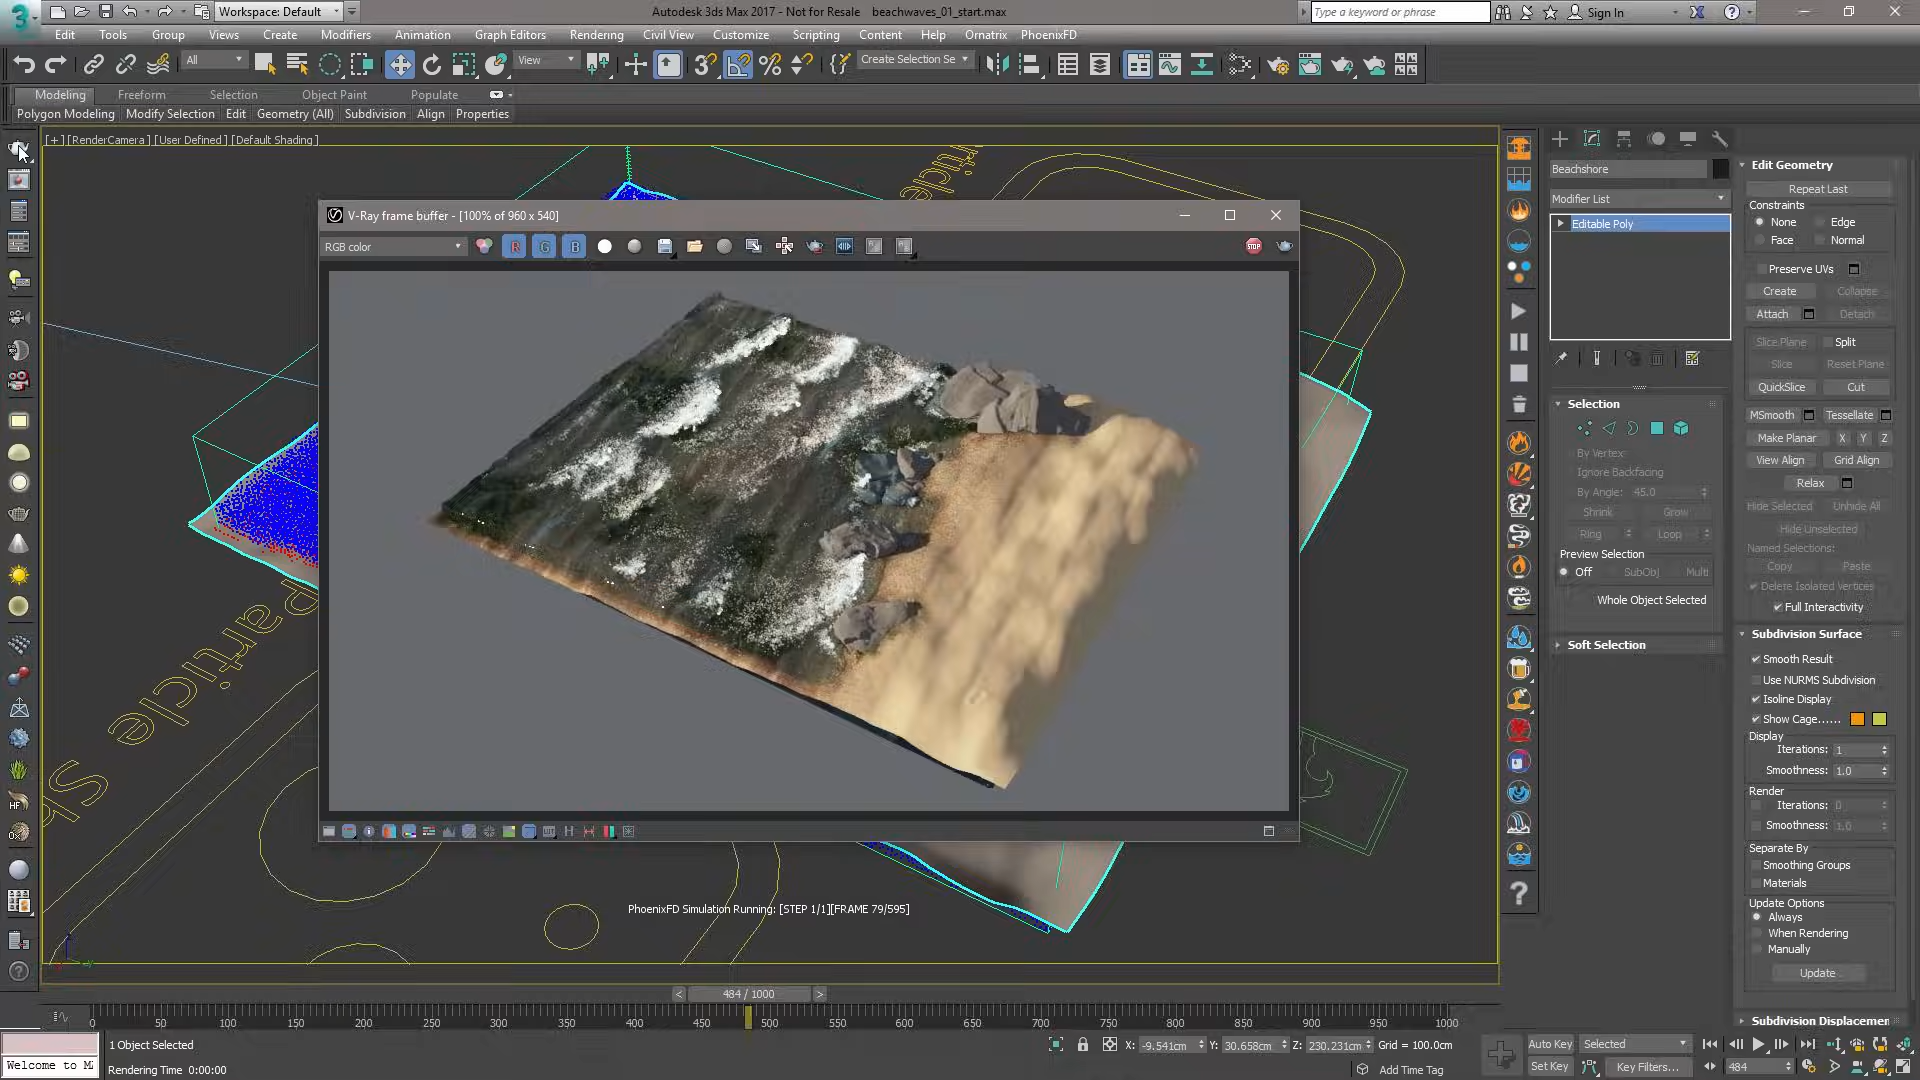 Workspace: Default
Autodesk 3ds Max 2017 - Not for Resale beachwaves_01_start.max
Type a keyword or phrase
Sign In
Edit Tools Group Views Create Modifiers Animation Graph Editors Rendering Civil View Customize Scripting Content Help Ornatrix PhoenixFD
All
View
Create Selection Se
Modeling Freeform Selection Object Paint Populate
Polygon Modeling Modify Selection Edit Geometry (All) Subdivision Align Properties
[+] [RenderCamera] [User Defined] [Default Shading]
V-Ray frame buffer - [100% of 960 x 540]
RGB color
R G B
STOP
Particle
PhoenixFD Simulation Running: [STEP 1/1][FRAME 79/595]
Beachshore
Modifier List
Editable Poly
Selection
By Vertex
Ignore Backfacing
By Angle: 45.0
Shrink Grow
Ring Loop
Preview Selection
Off SubObj Multi
Whole Object Selected
Soft Selection
Edit Geometry
Repeat Last
Constraints
None Edge
Face Normal
Preserve UVs
Create Collapse
Attach Detach
Slice Plane Split
Slice Reset Plane
QuickSlice Cut
MSmooth Tessellate
Make Planar X Y Z
View Align Grid Align
Relax
Hide Selected Unhide All
Hide Unselected
Named Selections:
Copy Paste
Delete Isolated Vertices
Full Interactivity
Subdivision Surface
Smooth Result
Use NURMS Subdivision
Isoline Display
Show Cage......
Display
Iterations: 1
Smoothness: 1.0
Render
Iterations: 0
Smoothness: 1.0
Separate By
Smoothing Groups
Materials
Update Options
Always
When Rendering
Manually
Update
Subdivision Displacemen
< 484 / 1000 >
0 50 100 150 200 250 300 350 400 450 500 550 600 650 700 750 800 850 900 950 1000
1 Object Selected
X: -9.541cm Y: 30.658cm Z: 230.231cm Grid = 100.0cm
Auto Key Selected
Welcome to M
Rendering Time 0:00:00
Add Time Tag
Set Key Key Filters...
484